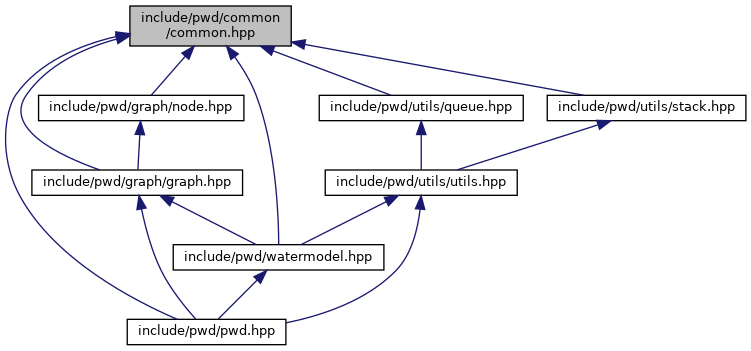 include/pwd/common
/common.hpp
include/pwd/graph/node.hpp
include/pwd/utils/queue.hpp
include/pwd/utils/stack.hpp
include/pwd/graph/graph.hpp
include/pwd/utils/utils.hpp
include/pwd/watermodel.hpp
include/pwd/pwd.hpp